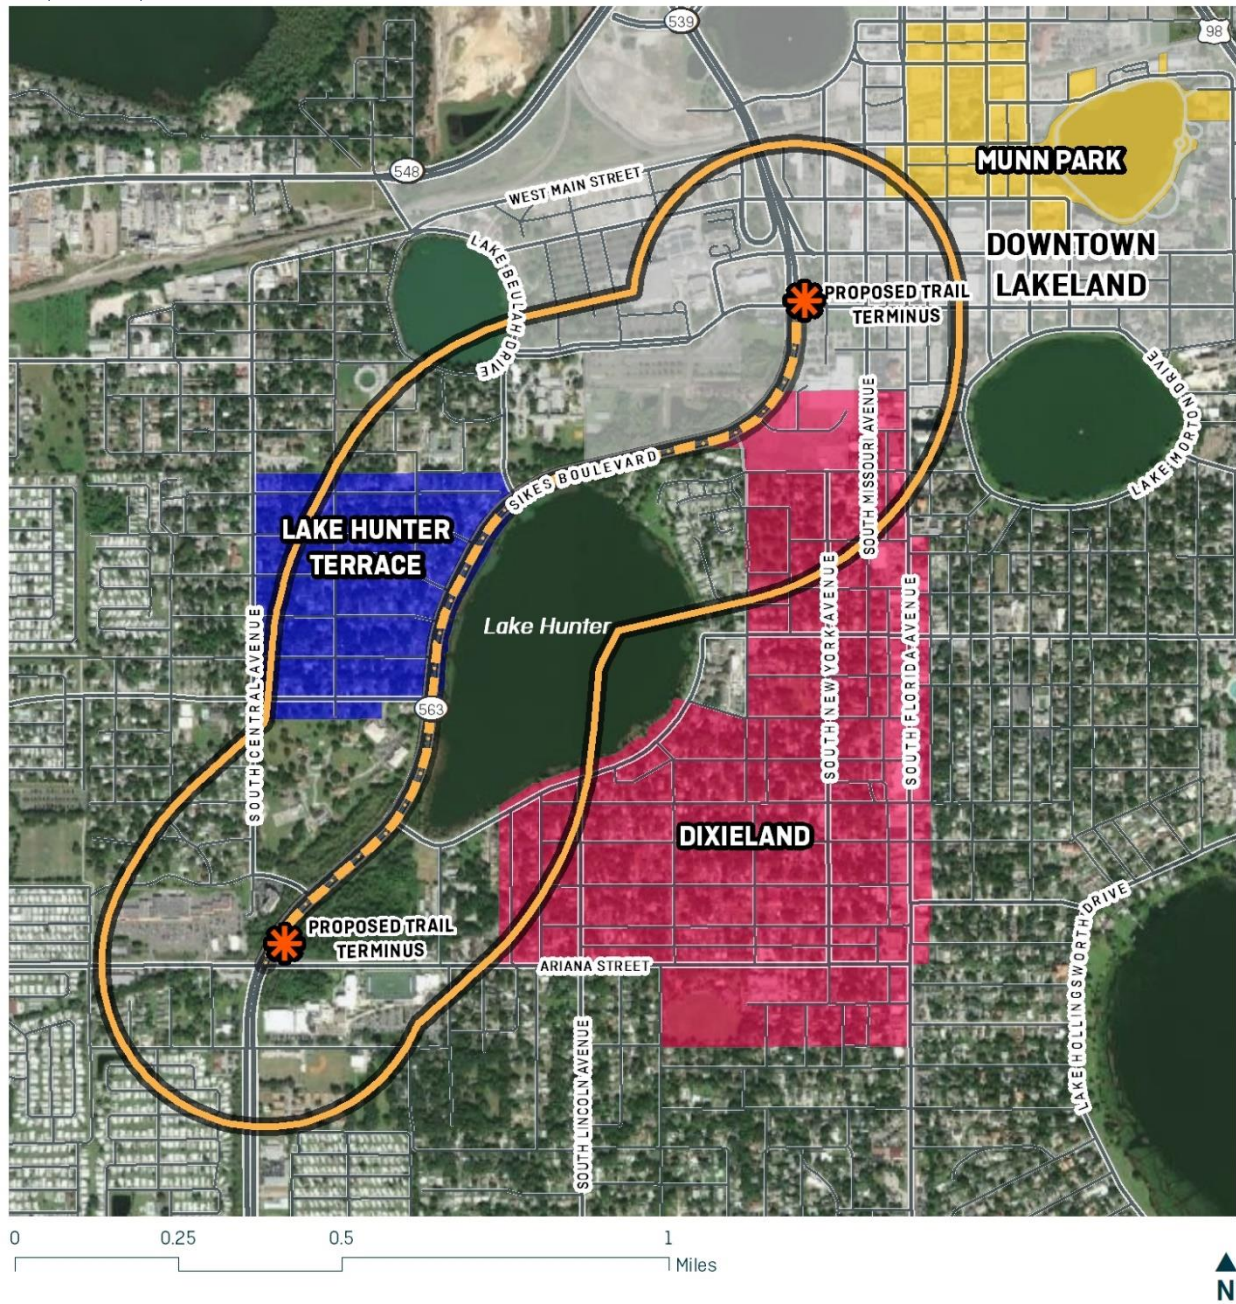 539
98
548
WEST MAIN STREET
MUNN PARK
DOWNTOWN
LAKELAND
LAKE BEULAH DRIVE
PROPOSED TRAIL
TERMINUS
LAKE MORTON DRIVE
SOUTH MISSOURI AVENUE
SIKES BOULEVARD
LAKE HUNTER
TERRACE
Lake Hunter
SOUTH NEW YORK AVENUE
SOUTH FLORIDA AVENUE
SOUTH CENTRAL AVENUE
563
DIXIELAND
PROPOSED TRAIL
TERMINUS
ARIANA STREET
LAKE HOLLINGSWORTH DRIVE
SOUTH LINCOLN AVENUE
0 0.25 0.5 1
Miles
N